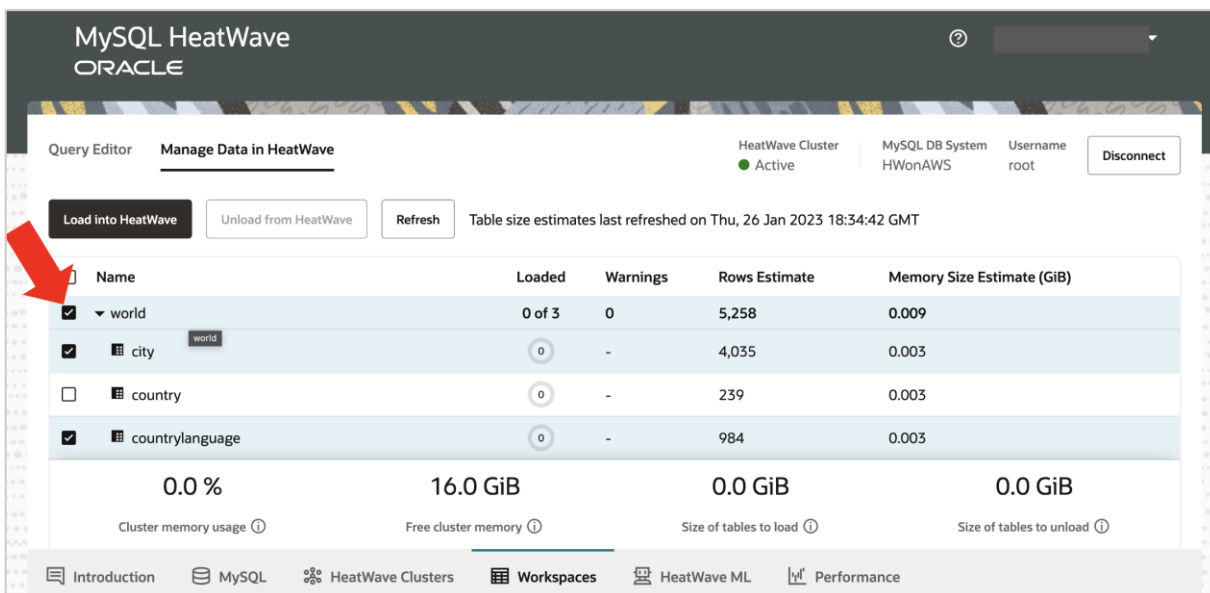 MySQL HeatWave
ORACLE
Query Editor Manage Data in HeatWave HeatWave Cluster MySQL DB System Username Disconnect
Active HWonAWS root
Load into HeatWave Unload from HeatWave Refresh Table size estimates last refreshed on Thu, 26 Jan 2023 18:34:42 GMT
Name Loaded Warnings Rows Estimate Memory Size Estimate (GiB)
world 0 of 3 0 5,258 0.009
world
city 0 - 4,035 0.003
country 0 - 239 0.003
countrylanguage 0 - 984 0.003
0.0 % 16.0 GiB 0.0 GiB 0.0 GiB
Cluster memory usage Free cluster memory Size of tables to load Size of tables to unload
Introduction MySQL HeatWave Clusters Workspaces HeatWave ML Performance